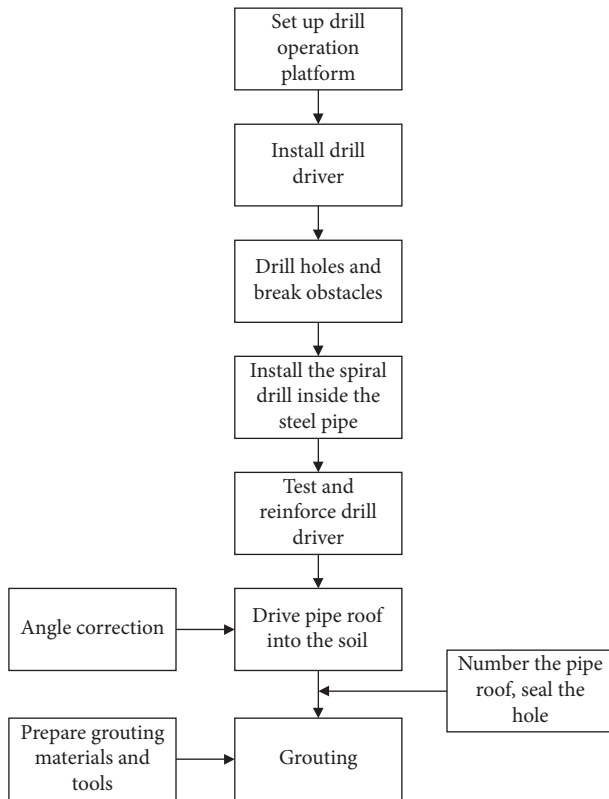 Set up drill
operation
platform
Install drill
driver
Drill holes and
break obstacles
Install the spiral
drill inside the
steel pipe
Test and
reinforce drill
driver
Angle correction
Drive pipe roof
into the soil
Number the pipe
roof, seal the
hole
Prepare grouting
materials and
tools
Grouting